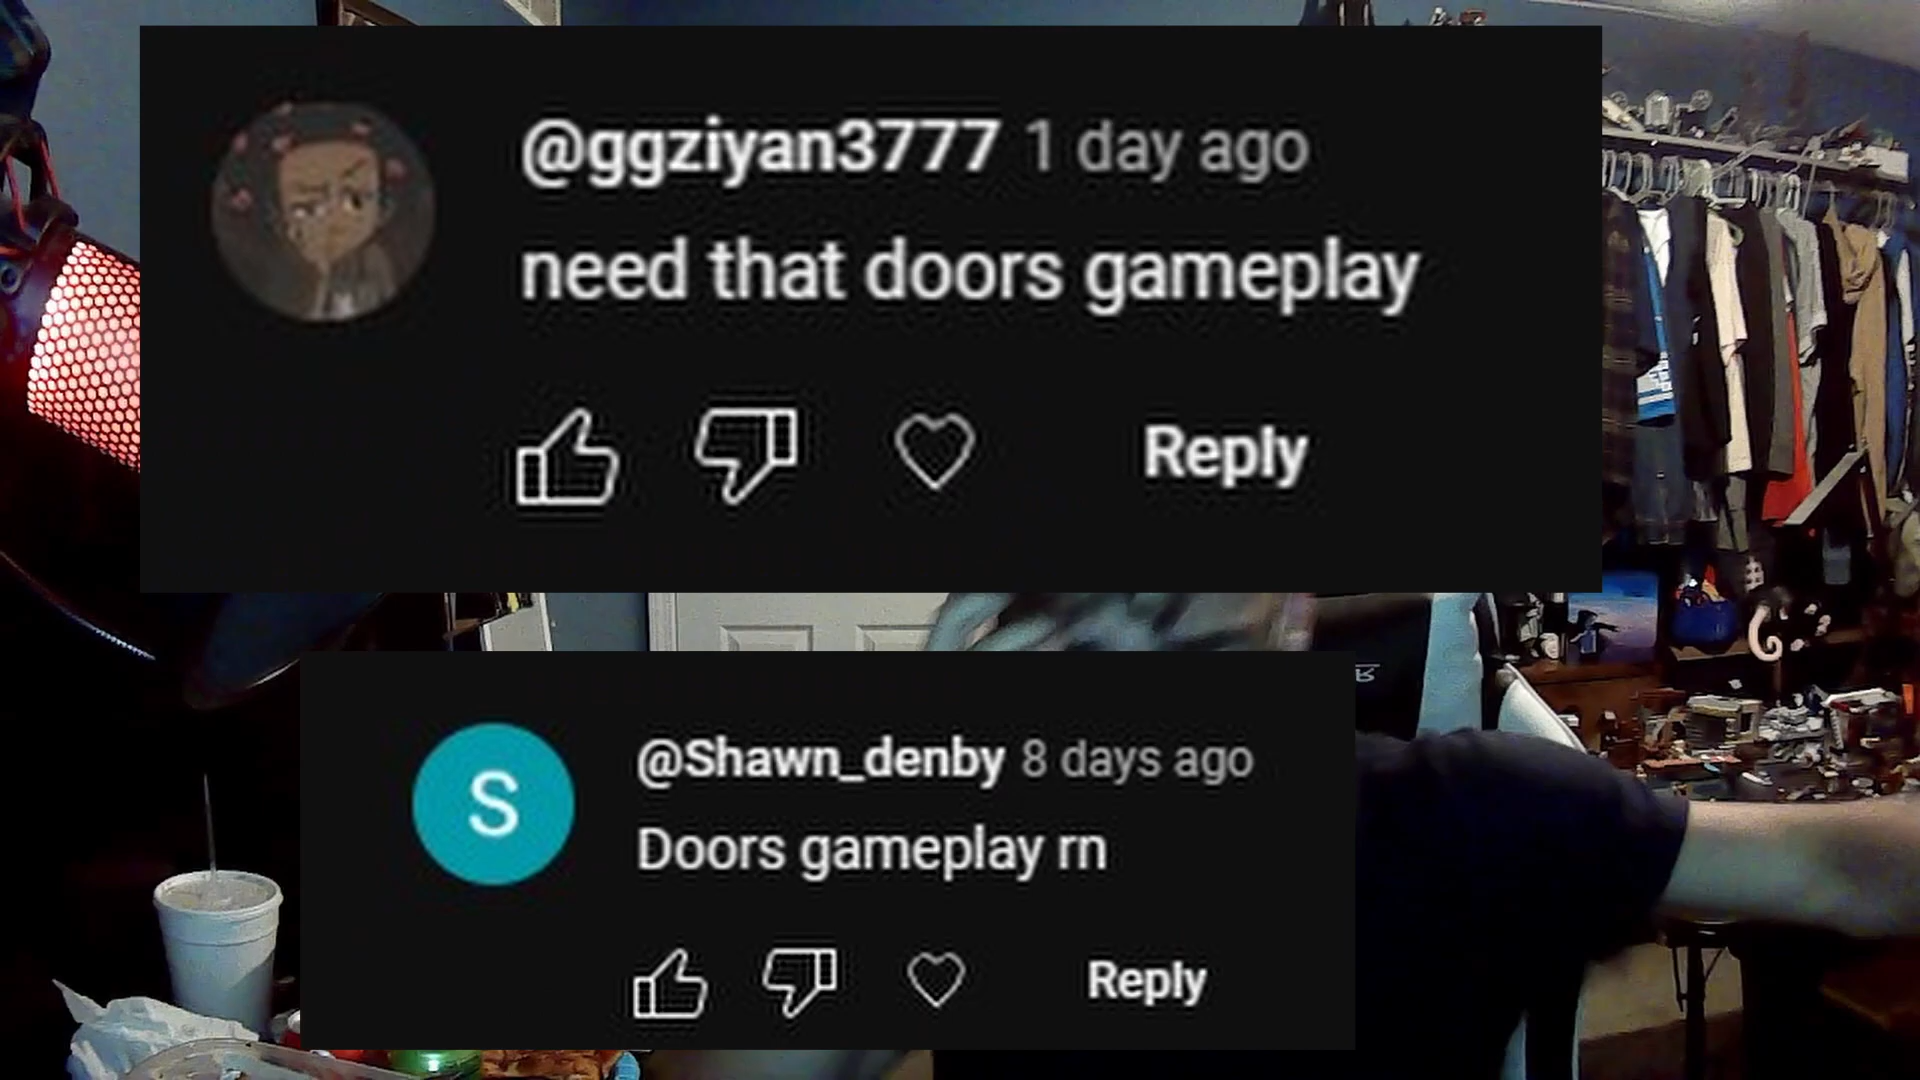 @ggziyan3777 1 day ago
need that doors gameplay
Reply
S
@Shawn_denby 8 days ago
Doors gameplay rn
Reply